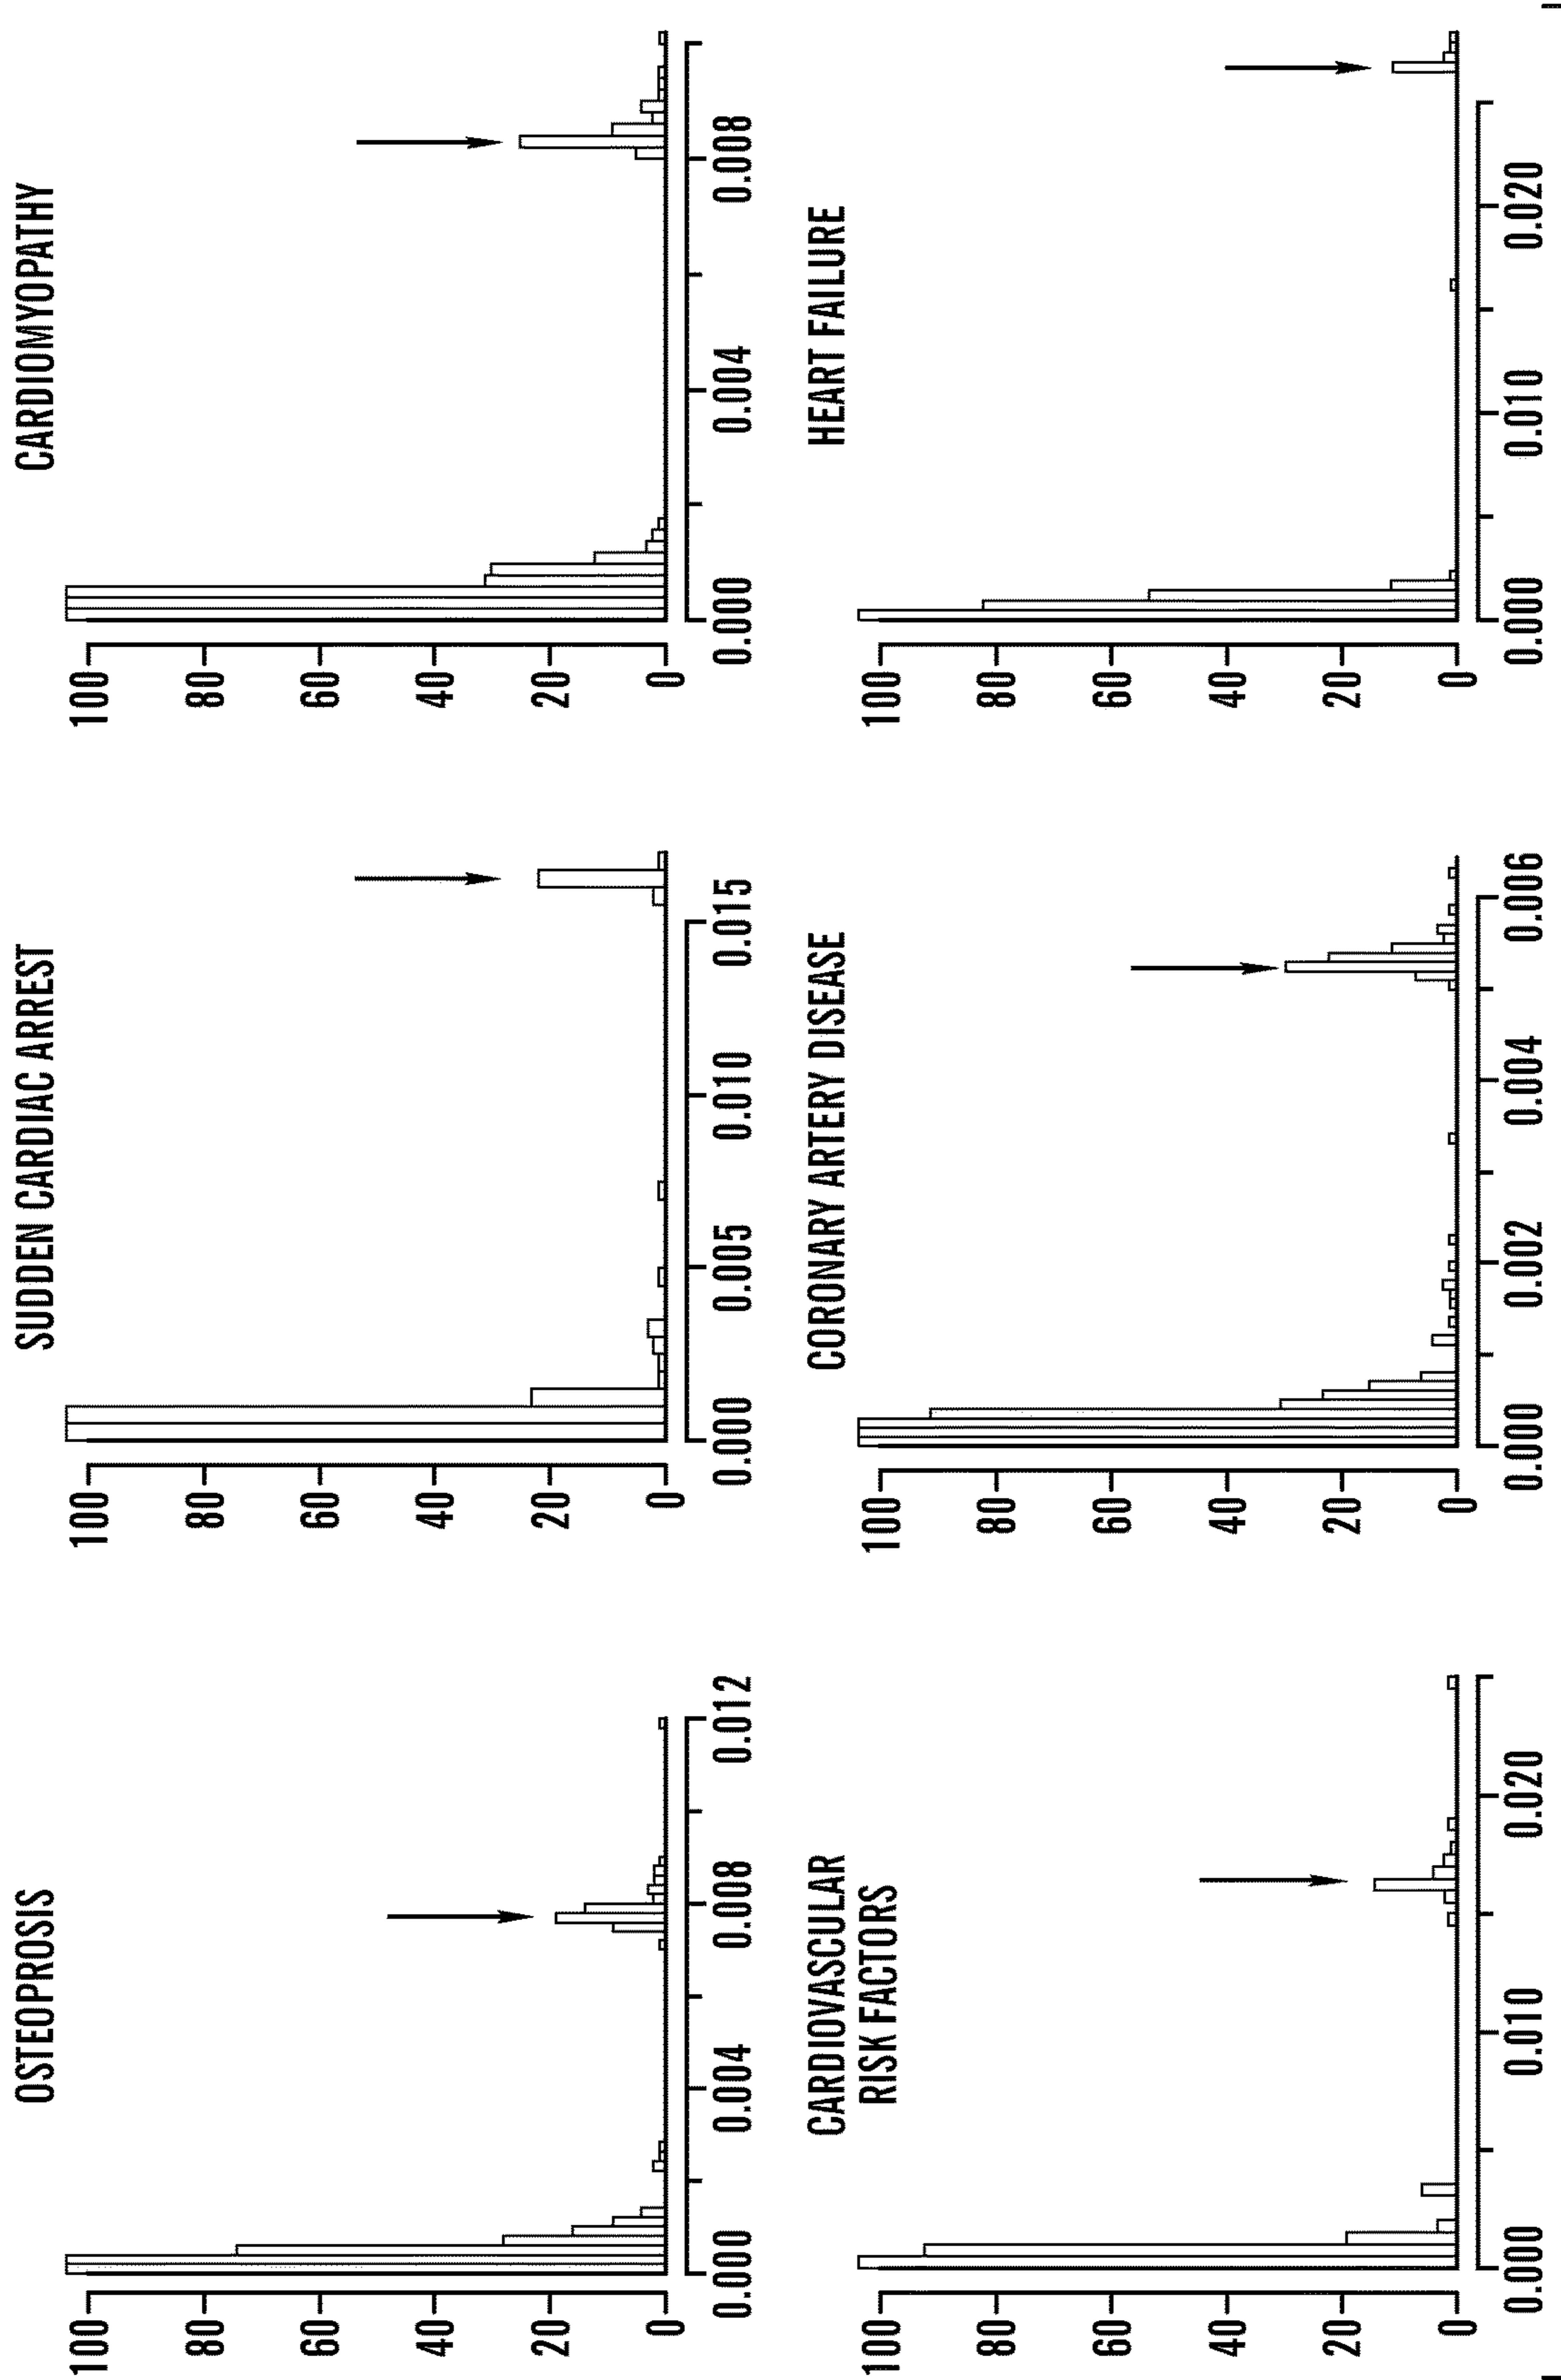 OSTEOPROSIS
100
80
60
40
20
0
0.000 0.004 0.008 0.012
SUDDEN CARDIAC ARREST
100
80
60
40
20
0
0.000 0.005 0.010 0.015
CARDIOMYOPATHY
100
80
60
40
20
0
0.000 0.004 0.008
CARDIOVASCULAR
RISK FACTORS
100
80
60
40
20
0
0.000 0.010 0.020
CORONARY ARTERY DISEASE
100
80
60
40
20
0
0.000 0.002 0.004 0.006
HEART FAILURE
100
80
60
40
20
0
0.000 0.010 0.020